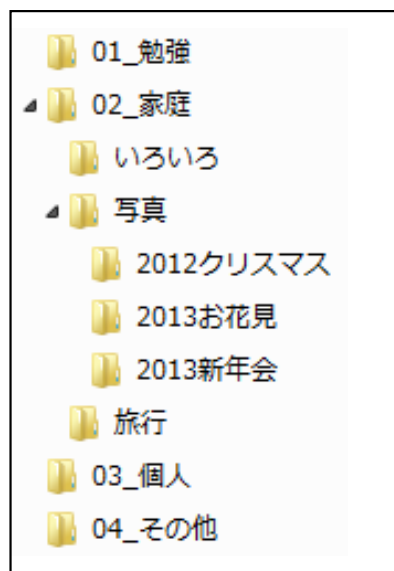 01_勉強
02_家庭
いろいろ
写真
2012クリスマス
2013お花見
2013新年会
旅行
03_個人
04_その他